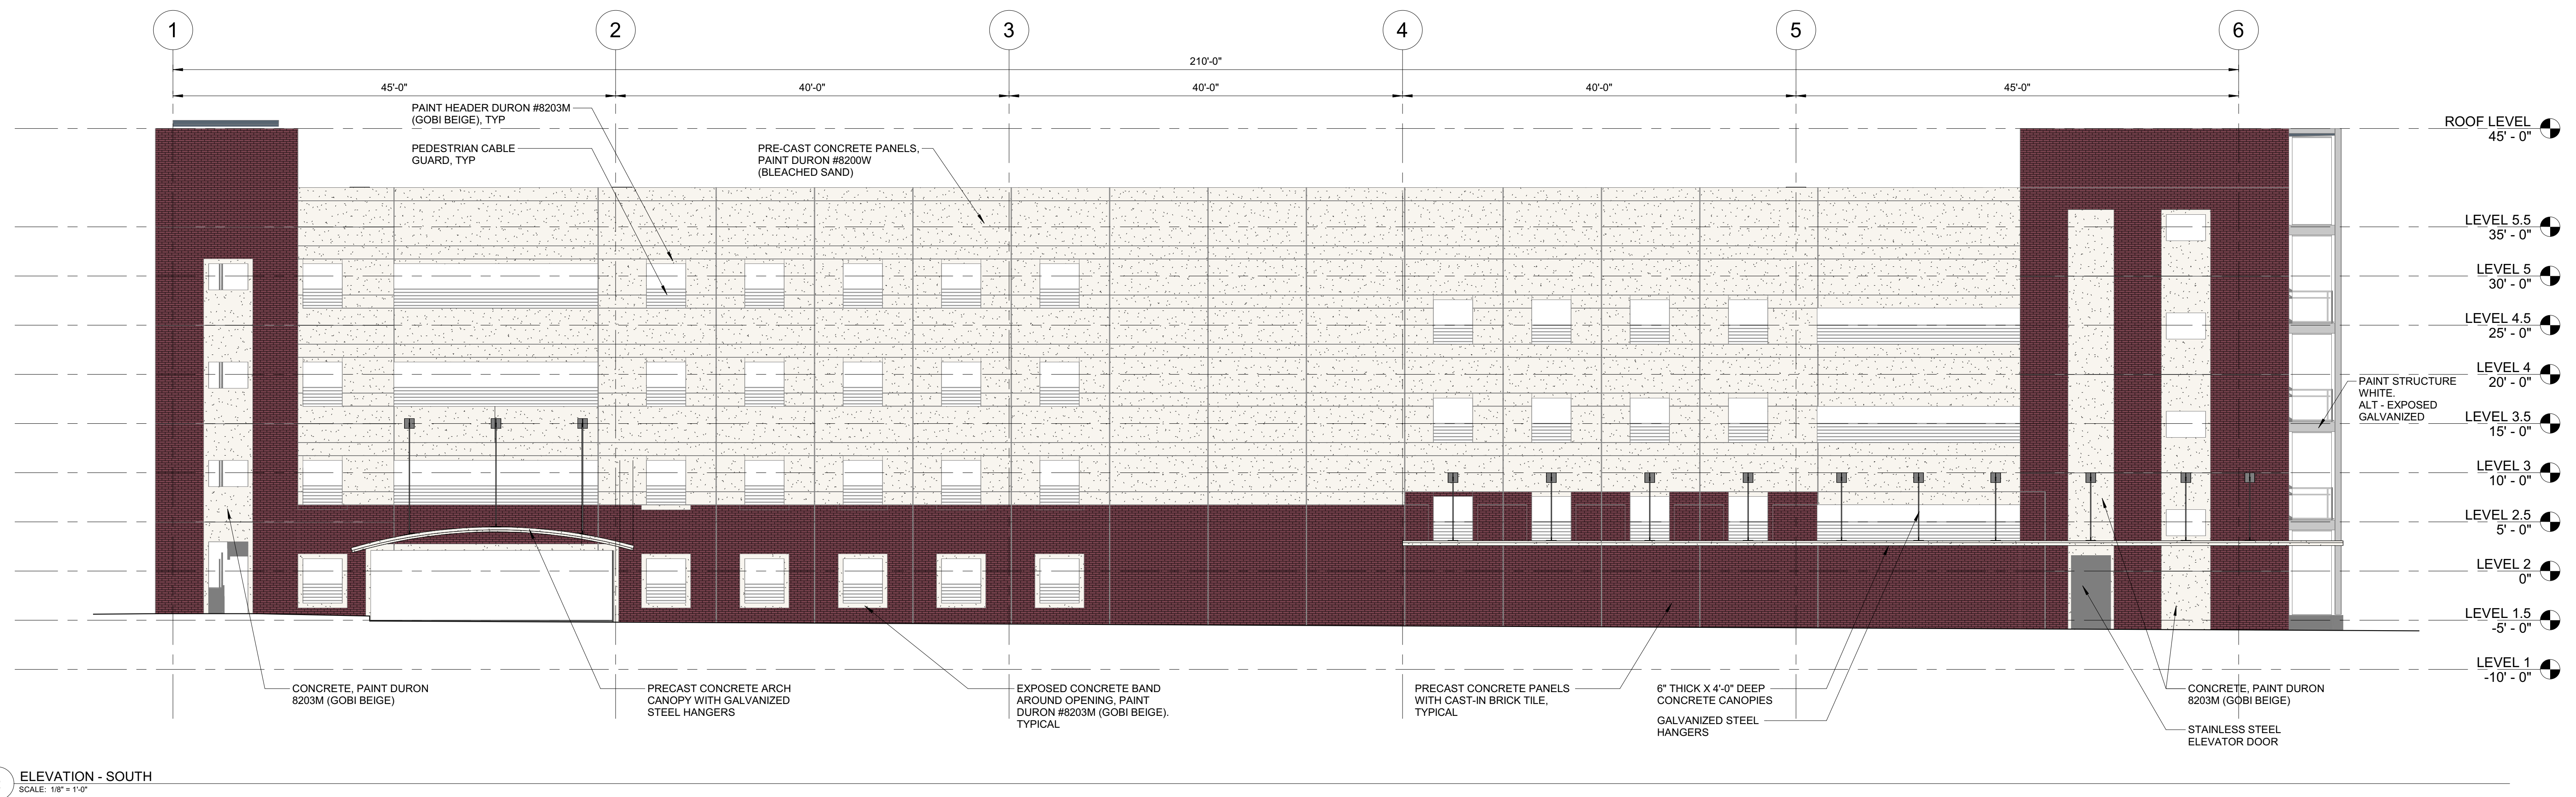 1 2 3 4 5 6
210'-0"
45'-0" 40'-0" 40'-0" 40'-0" 45'-0"
PAINT HEADER DURON #8203M
(GOBI BEIGE), TYP
PEDESTRIAN CABLE
GUARD, TYP
PRE-CAST CONCRETE PANELS,
PAINT DURON #8200W
(BLEACHED SAND)
ROOF LEVEL
45' - 0"
LEVEL 5.5
35' - 0"
LEVEL 5
30' - 0"
LEVEL 4.5
25' - 0"
LEVEL 4
20' - 0"
PAINT STRUCTURE
WHITE.
ALT - EXPOSED
GALVANIZED
LEVEL 3.5
15' - 0"
LEVEL 3
10' - 0"
LEVEL 2.5
5' - 0"
LEVEL 2
0"
LEVEL 1.5
-5' - 0"
LEVEL 1
-10' - 0"
CONCRETE, PAINT DURON
8203M (GOBI BEIGE)
PRECAST CONCRETE ARCH
CANOPY WITH GALVANIZED
STEEL HANGERS
EXPOSED CONCRETE BAND
AROUND OPENING, PAINT
DURON #8203M (GOBI BEIGE).
TYPICAL
PRECAST CONCRETE PANELS
WITH CAST-IN BRICK TILE,
TYPICAL
6" THICK X 4'-0" DEEP
CONCRETE CANOPIES
GALVANIZED STEEL
HANGERS
CONCRETE, PAINT DURON
8203M (GOBI BEIGE)
STAINLESS STEEL
ELEVATOR DOOR
ELEVATION - SOUTH
SCALE: 1/8" = 1'-0"